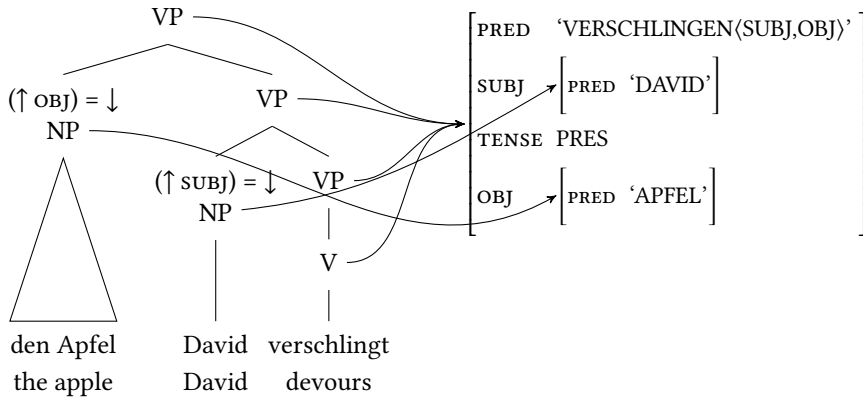 VP
PRED ‘VERSCHLINGEN⟨SUBJ,OBJ⟩’
(↑ OBJ) = ↓ VP SUBJ [PRED ‘DAVID’]
NP
TENSE PRES
(↑ SUBJ) = ↓ VP OBJ [PRED ‘APFEL’]
NP
V
den Apfel David verschlingt
the apple David devours